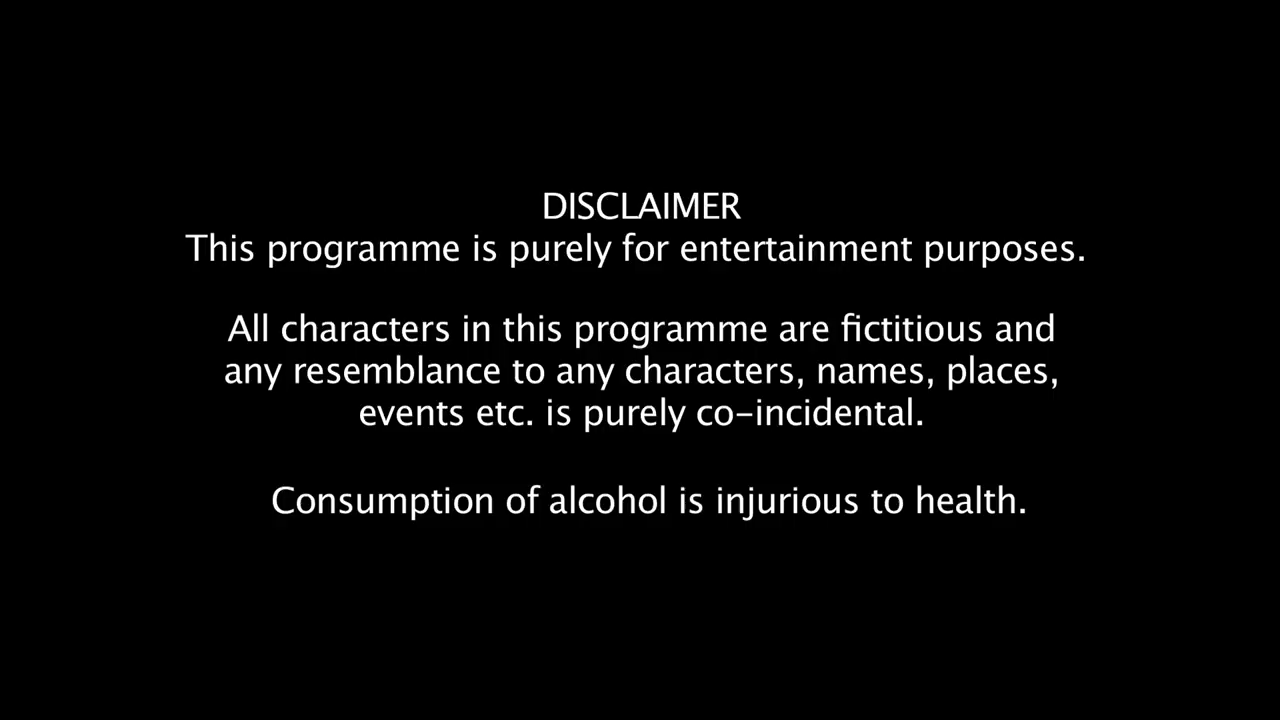 DISCLAIMER
This programme is purely for entertainment purposes.
All characters in this programme are fictitious and
any resemblance to any characters, names, places,
events etc. is purely co-incidental.
Consumption of alcohol is injurious to health.